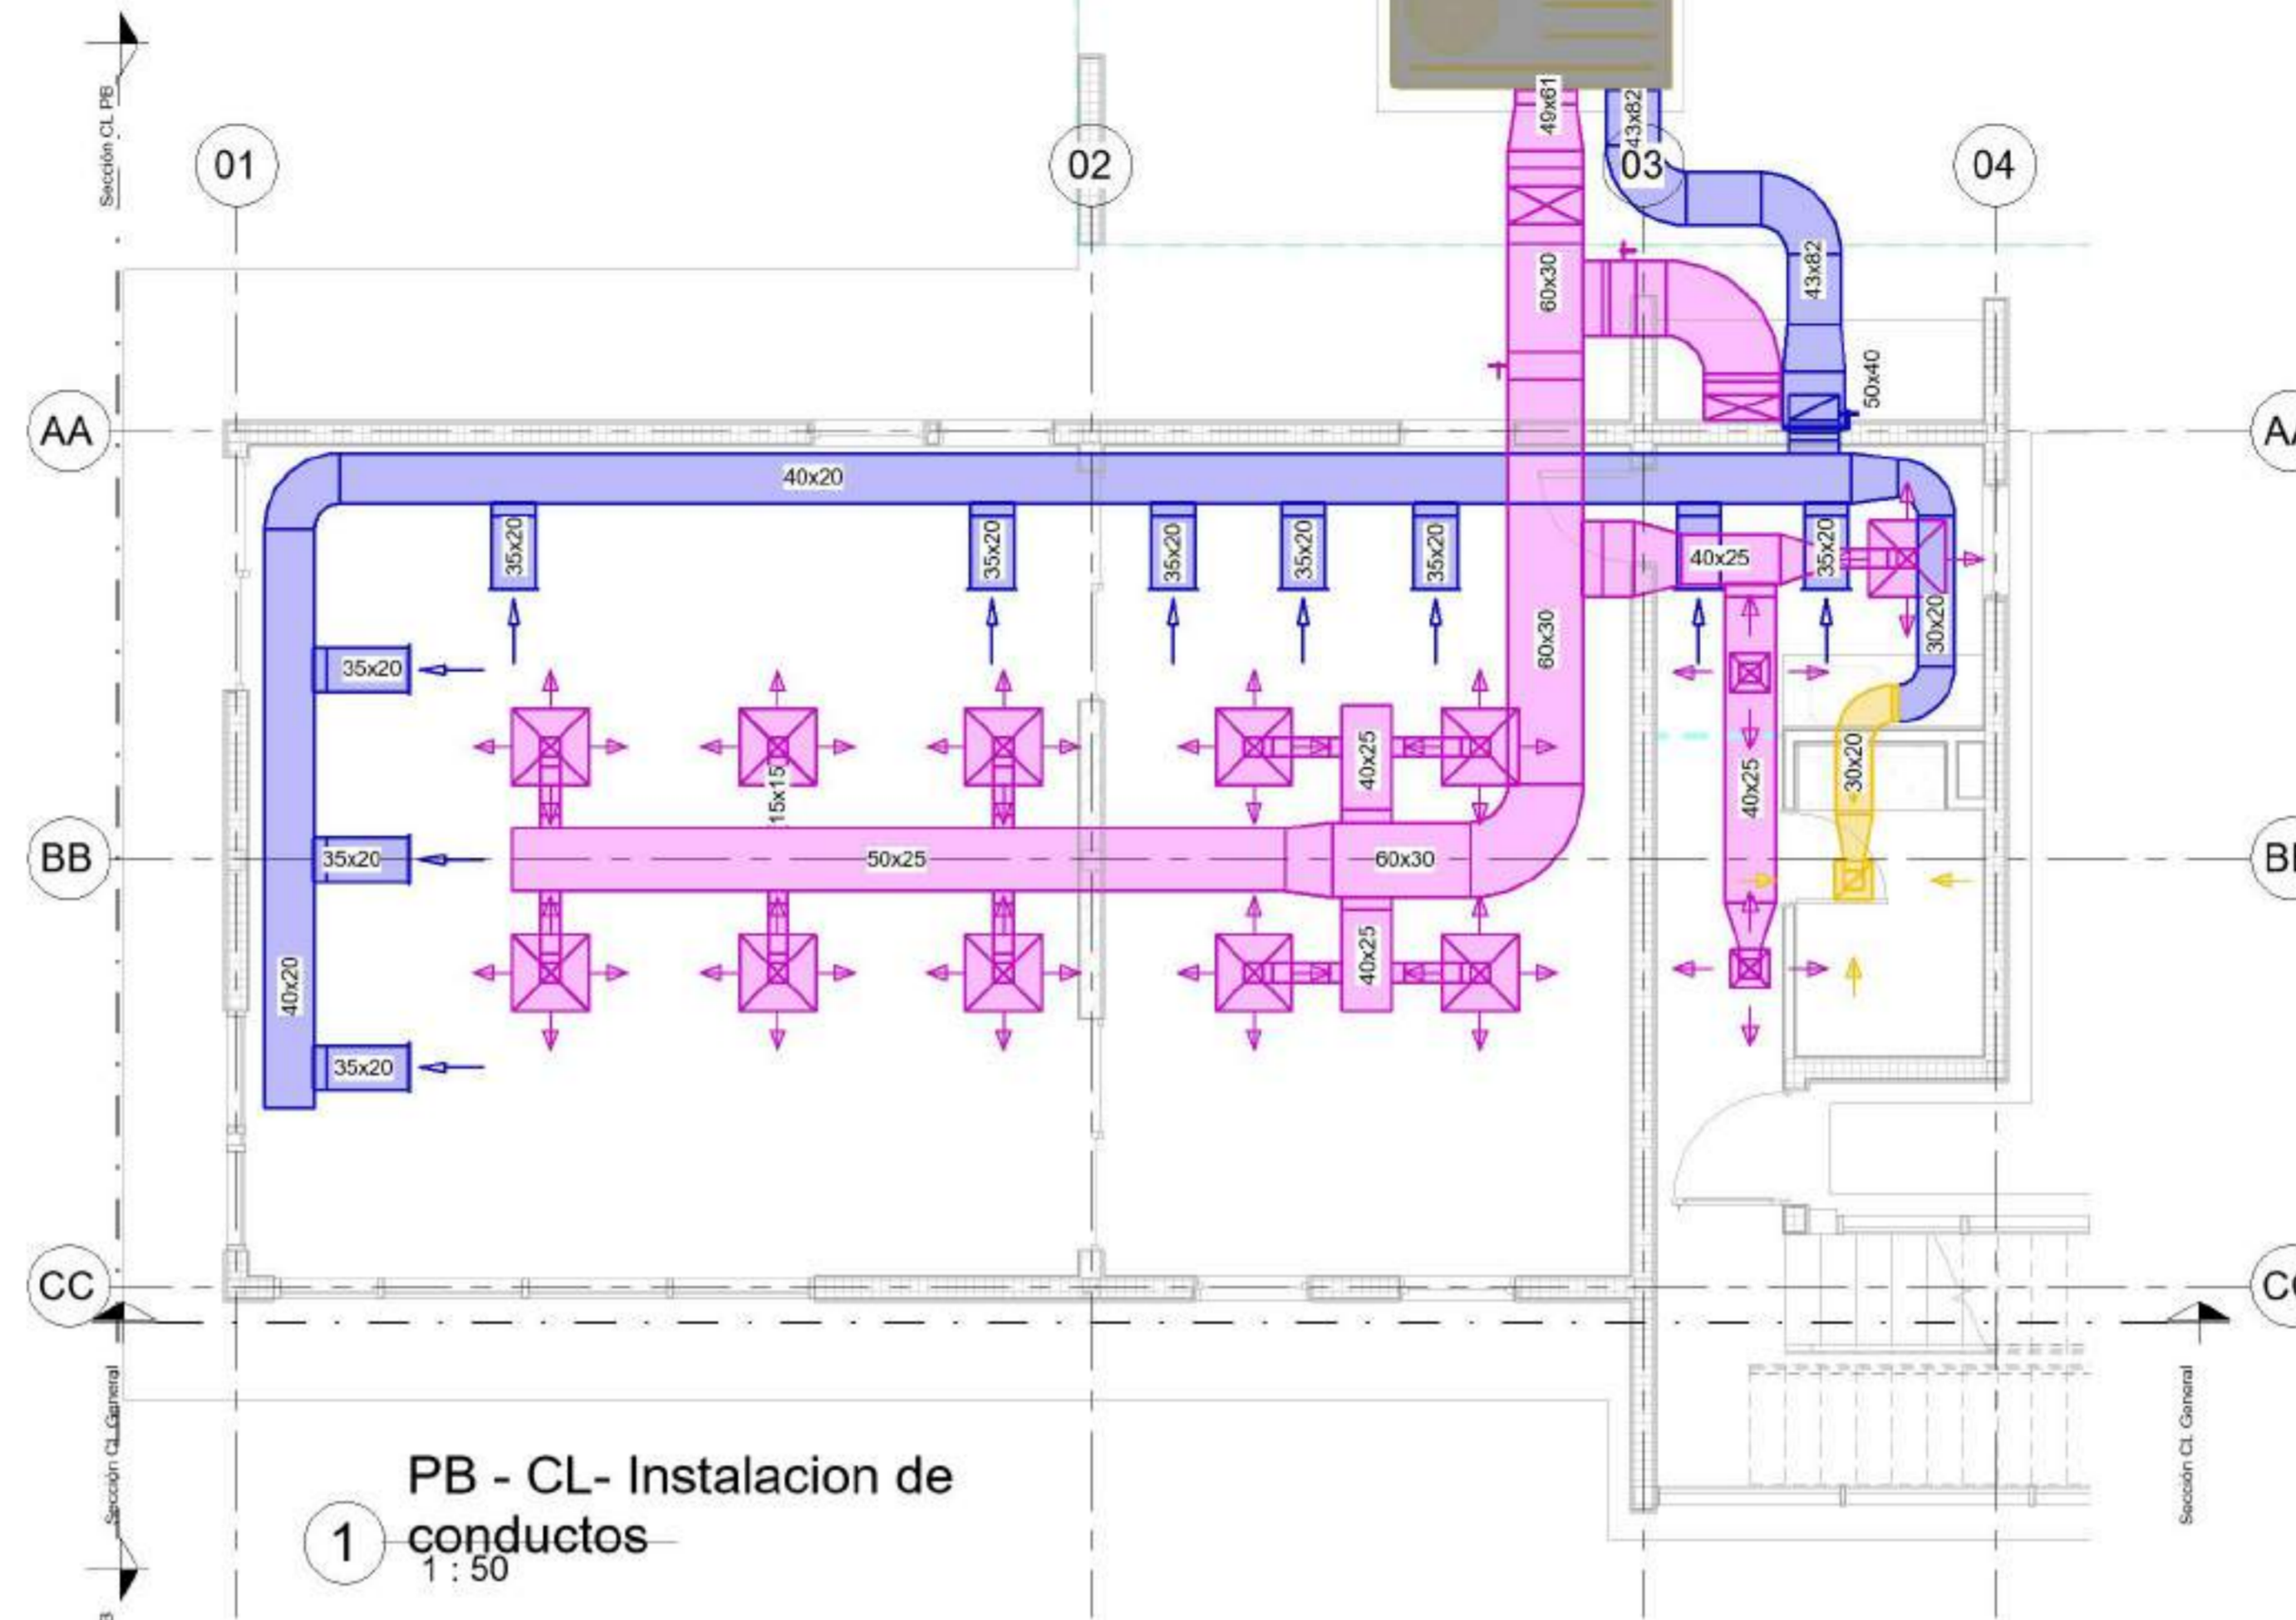 Sección CL PB
01
02
03
04
49x61
43x82
60x30
43x82
50x40
AA
AA
40x20
35x20
35x20
35x20
35x20
35x20
40x25
35x20
35x20
60x30
30x20
15x15
40x25
40x25
30x20
BB
35x20
50x25
60x30
40x20
40x25
35x20
CC
Sección CL General
Sección CL General
PB - CL- Instalacion de
conductos
1
1 : 50